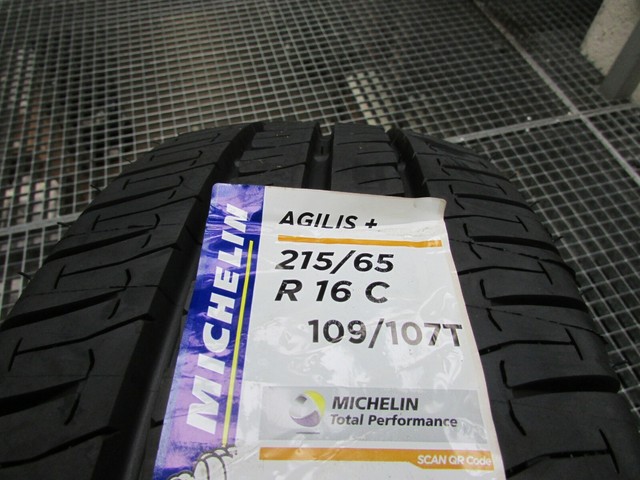 MICHELIN
AGILIS +
215/65
R 16 C
109/107T
MICHELIN
Total Performance
SCAN QR Code